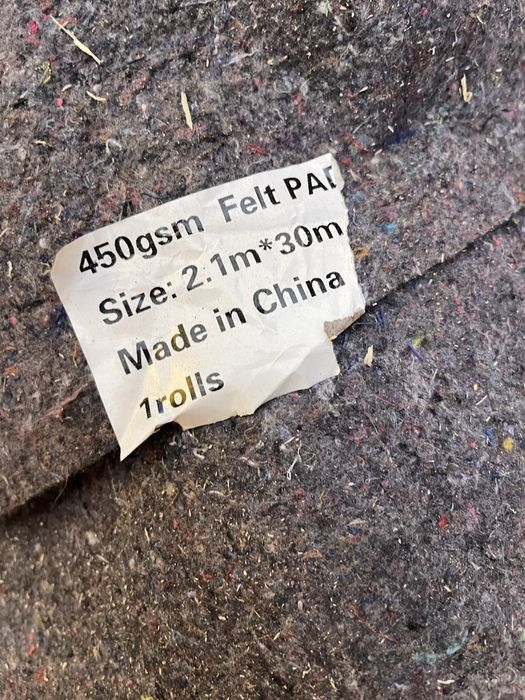 450gsm Felt PAD
Size: 2.1m*30m
Made in China
1rolls